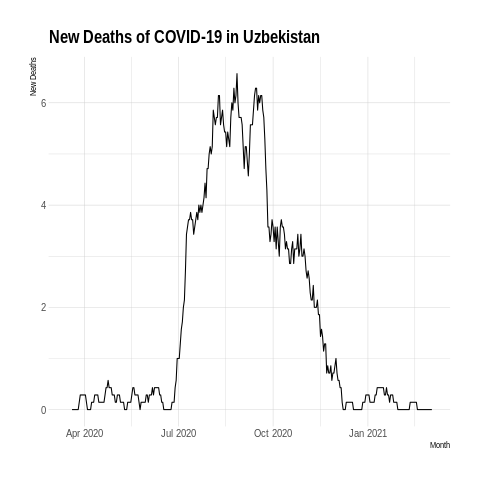 New Deaths of COVID-19 in Uzbekistan
New Deaths
6
4
2
0
Apr 2020 Jul 2020 Oct 2020 Jan 2021
Month